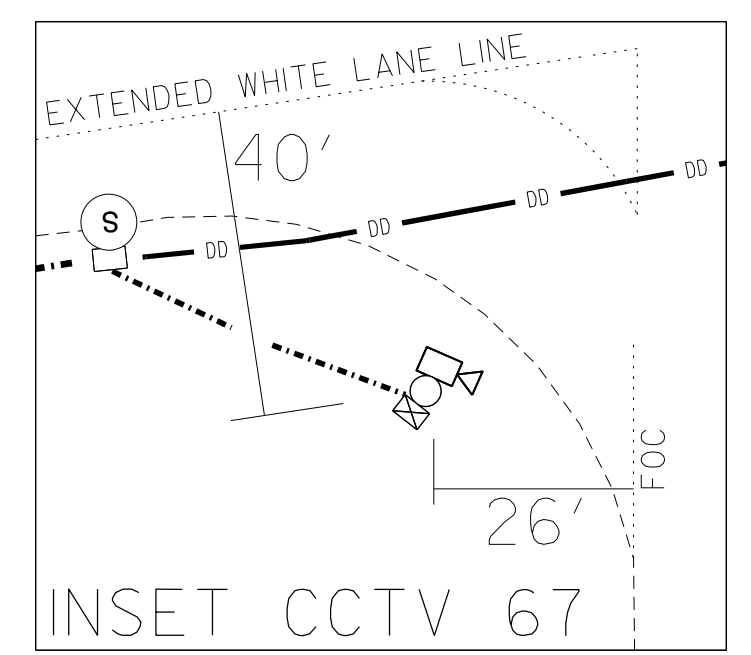 EXTENDED WHITE LANE LINE
40'
S
DD
DD
DD
DD
FOC
26'
INSET CCTV 67